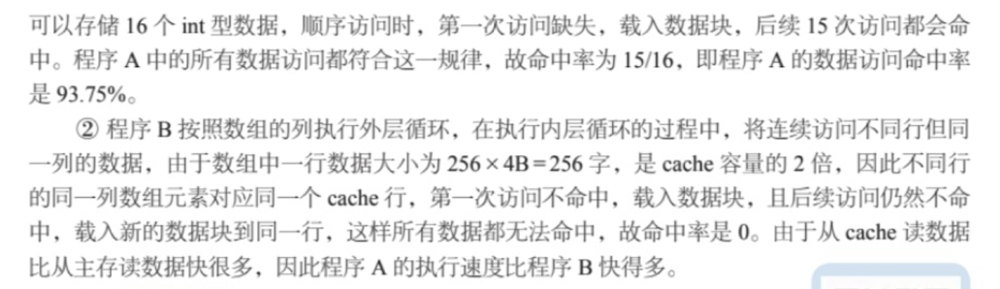 可以存储 16 个 int 型数据，顺序访问时，第一次访问缺失，载入数据块，后续 15 次访问都会命
中。程序 A 中的所有数据访问都符合这一规律，故命中率为 15/16，即程序 A 的数据访问命中率
是 93.75%。
② 程序 B 按照数组的列执行外层循环，在执行内层循环的过程中，将连续访问不同行但同
一列的数据，由于数组中一行数据大小为 256×4B=256 字，是 cache 容量的 2 倍，因此不同行
的同一列数组元素对应同一个 cache 行，第一次访问不命中，载入数据块，且后续访问仍然不命
中，载入新的数据块到同一行，这样所有数据都无法命中，故命中率是 0。由于从 cache 读数据
比从主存读数据快很多，因此程序 A 的执行速度比程序 B 快得多。